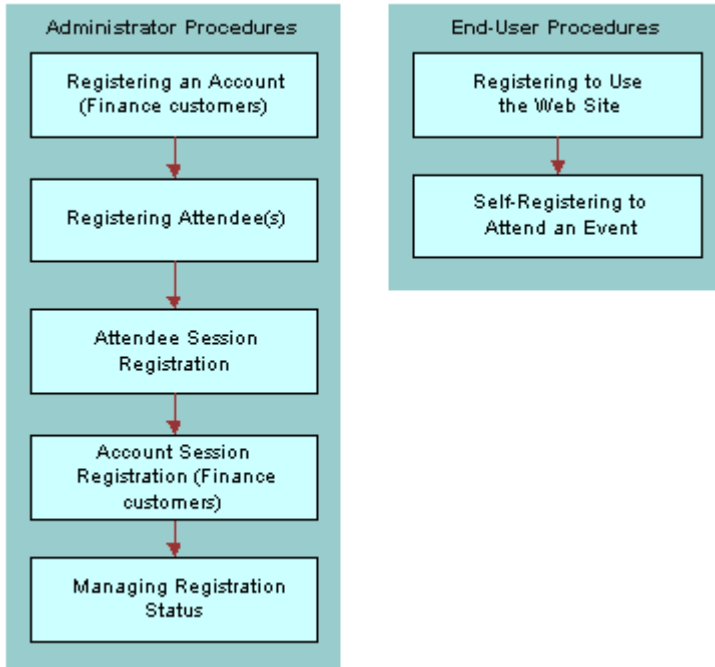 Administrator Procedures
Registering an Account
(Finance customers)
Registering Attendee(s)
Attendee Session
Registration
Account Session
Registration (Finance
customers)
Managing Registration
Status
End-User Procedures
Registering to Use
the Web Site
Self-Registering to
Attend an Event